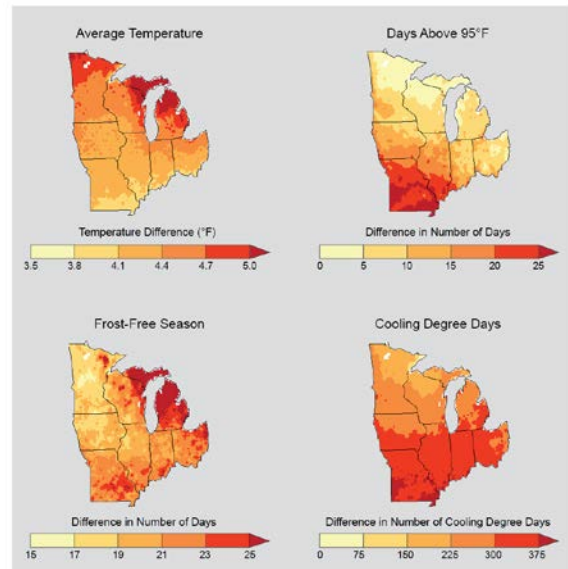 Average Temperature
Days Above 95°F
Temperature Difference (°F)
3.5 3.8 4.1 4.4 4.7 5.0
Difference in Number of Days
0 5 10 15 20 25
Frost-Free Season
Cooling Degree Days
Difference in Number of Days
15 17 19 21 23 25
Difference in Number of Cooling Degree Days
0 75 150 225 300 375